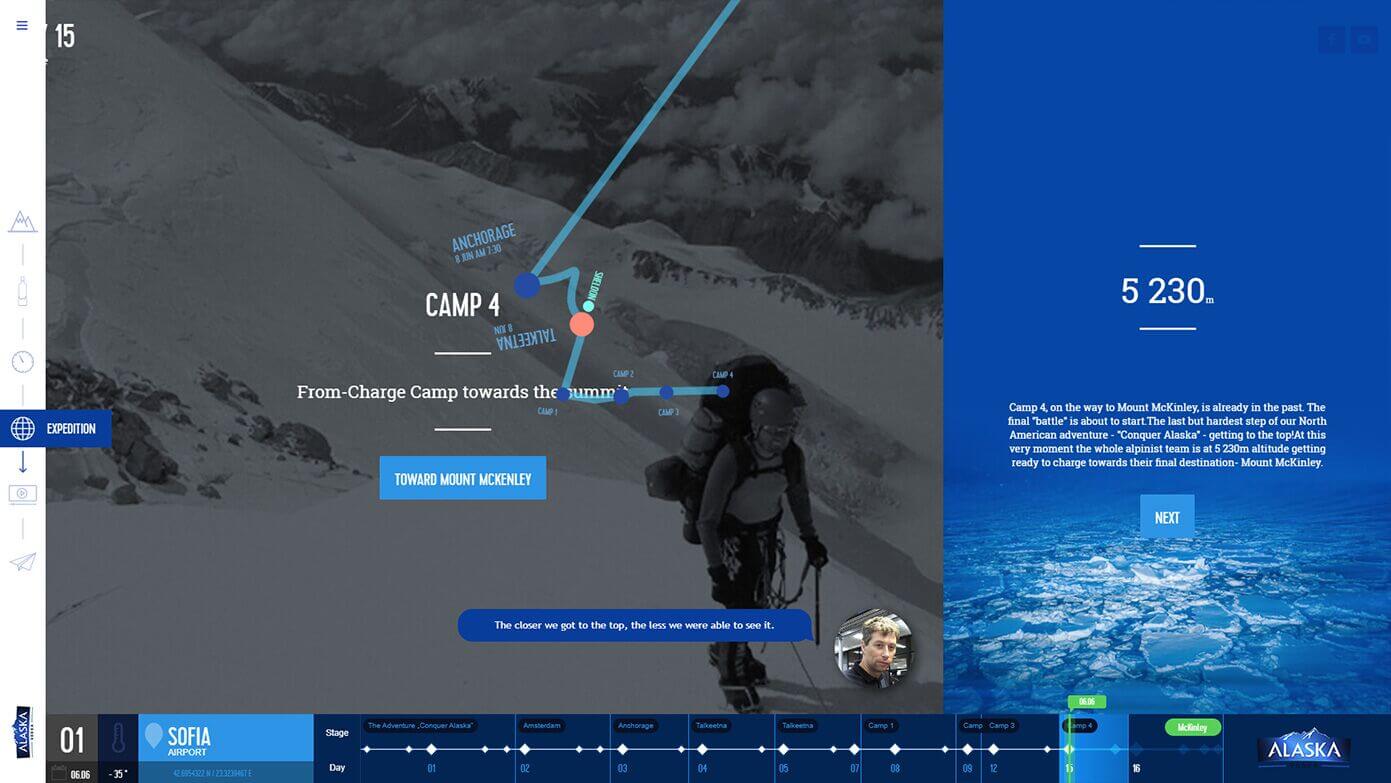 / 15
EXPEDITION
ANCHORAGE
8 JUN AM 7:30
SHELDON
CAMP 4
TALKEETNA
8 JUN
From-Charge Camp towards the summit
CAMP 1
CAMP 2
CAMP 3
CAMP 4
TOWARD MOUNT MCKENLEY
The closer we got to the top, the less we were able to see it.
5 230m
Camp 4, on the way to Mount McKinley, is already in the past. The
final "battle" is about to start.The last but hardest step of our North
American adventure - "Conquer Alaska" - getting to the top!At this
very moment the whole alpinist team is at 5 230m altitude getting
ready to charge towards their final destination- Mount McKinley.
NEXT
ALASKA
01
06.06
-35°
SOFIA
AIRPORT
42.6954322 N / 23.3239467 E
Stage
The Adventure „Conquer Alaska"
Amsterdam
Anchorage
Talkeetna
Talkeetna
Camp 1
Camp
Camp 3
Camp 4
06.06
McKinley
Day
01
02
03
04
05
07
08
09
12
15
16
ALASKA